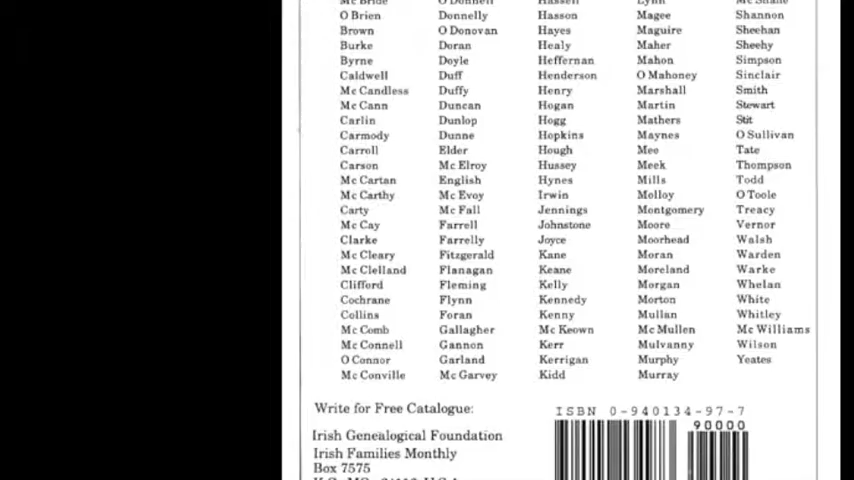 Mc Bride
O Brien
Brown
Burke
Byrne
Caldwell
Mc Candless
Mc Cann
Carlin
Carmody
Carroll
Carson
Mc Cartan
Mc Carthy
Carty
Mc Cay
Clarke
Mc Cleary
Mc Clelland
Clifford
Cochrane
Collins
Mc Comb
Mc Connell
O Connor
Mc Conville
O Donnell
Donnelly
O Donovan
Doran
Doyle
Duff
Duffy
Duncan
Dunlop
Dunne
Elder
Mc Elroy
English
Mc Evoy
Mc Fall
Farrell
Farrelly
Fitzgerald
Flanagan
Fleming
Flynn
Foran
Gallagher
Gannon
Garland
Mc Garvey
Hasson
Hayes
Healy
Heffernan
Henderson
Henry
Hogan
Hogg
Hopkins
Hough
Hussey
Hynes
Irwin
Jennings
Johnstone
Joyce
Kane
Keane
Kelly
Kennedy
Kenny
Mc Keown
Kerr
Kerrigan
Kidd
Lynn
Magee
Maguire
Maher
Mahon
O Mahoney
Marshall
Martin
Mathers
Maynes
Mee
Meek
Mills
Molloy
Montgomery
Moore
Moorhead
Moran
Moreland
Morgan
Morton
Mullan
Mc Mullen
Mulvanny
Murphy
Murray
Mc Shane
Shannon
Sheehan
Sheehy
Simpson
Sinclair
Smith
Stewart
Stit
O Sullivan
Tate
Thompson
Todd
O Toole
Treacy
Vernor
Walsh
Warden
Warke
Whelan
White
Whitley
Mc Williams
Wilson
Yeates
Write for Free Catalogue:
Irish Genealogical Foundation
Irish Families Monthly
Box 7575
ISBN 0-940134-97-7
90000